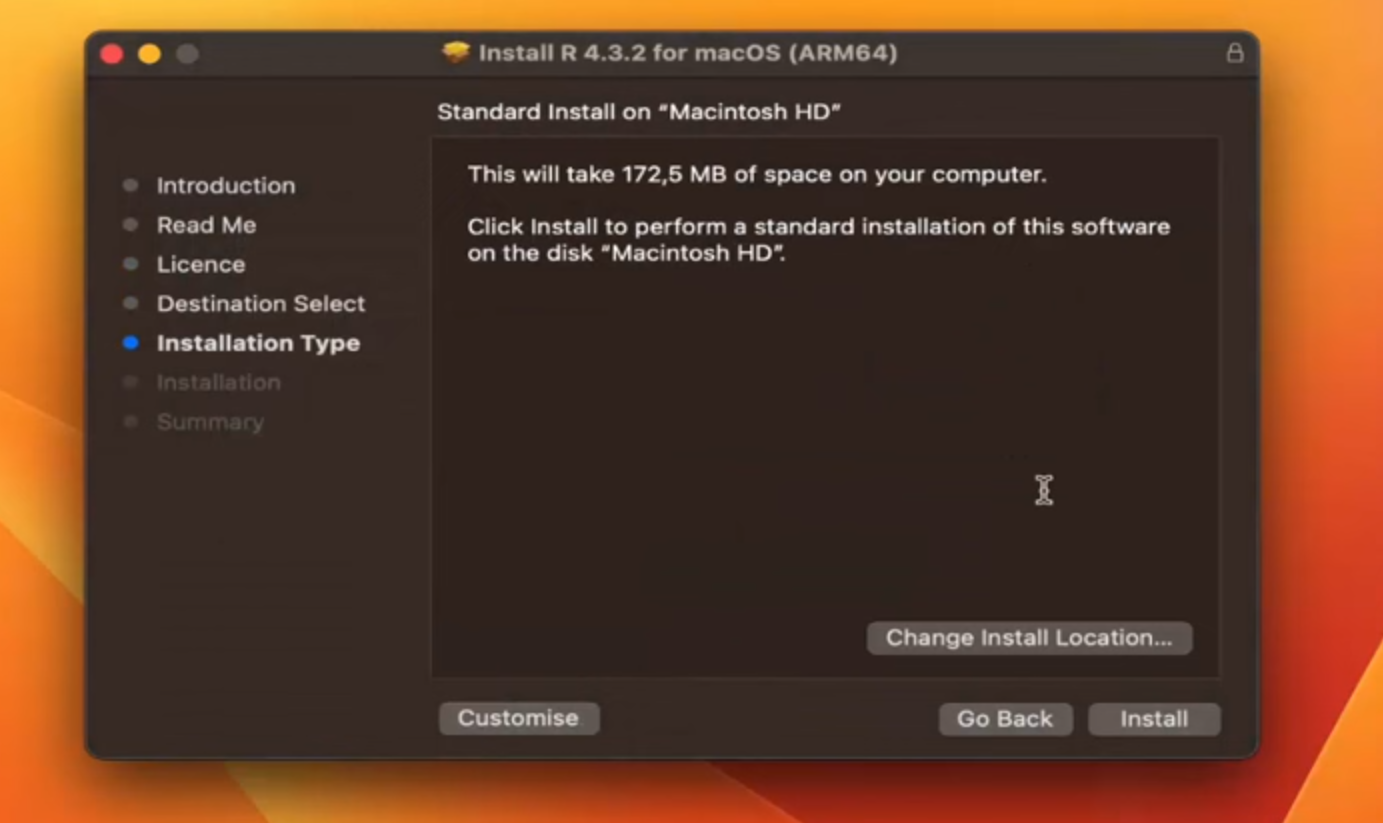 Install R 4.3.2 for macOS (ARM64)
Standard Install on “Macintosh HD”
Introduction
Read Me
Licence
Destination Select
Installation Type
Installation
Summary
This will take 172,5 MB of space on your computer.
Click Install to perform a standard installation of this software
on the disk “Macintosh HD”.
Change Install Location...
Customise
Go Back
Install